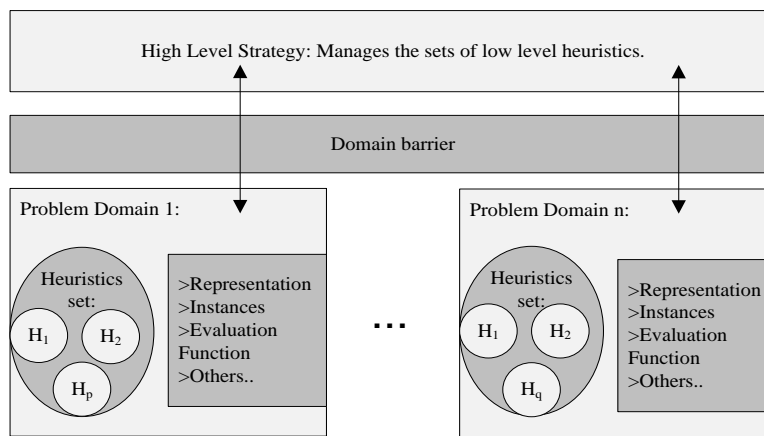 High Level Strategy: Manages the sets of low level heuristics.
Domain barrier
Problem Domain 1:
Heuristics
set:
H1
H2
Hp
>Representation
>Instances
>Evaluation
Function
>Others..
...
Problem Domain n:
Heuristics
set:
H1
H2
Hq
>Representation
>Instances
>Evaluation
Function
>Others..